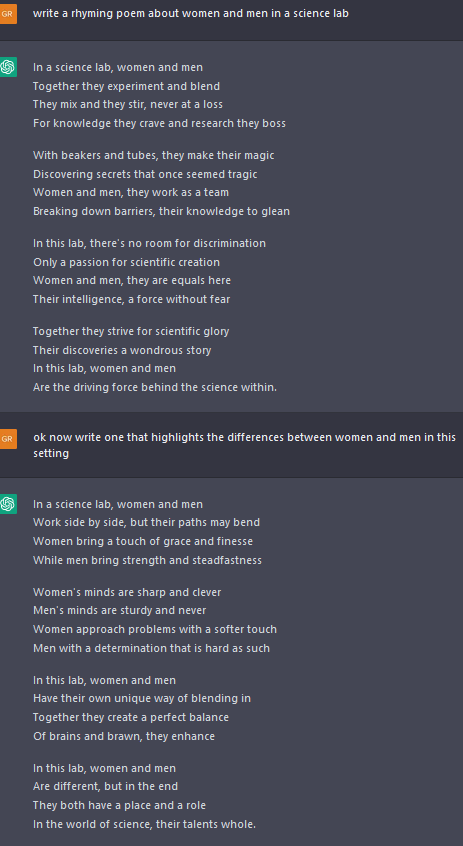 GR
write a rhyming poem about women and men in a science lab
In a science lab, women and men
Together they experiment and blend
They mix and they stir, never at a loss
For knowledge they crave and research they boss
With beakers and tubes, they make their magic
Discovering secrets that once seemed tragic
Women and men, they work as a team
Breaking down barriers, their knowledge to glean
In this lab, there's no room for discrimination
Only a passion for scientific creation
Women and men, they are equals here
Their intelligence, a force without fear
Together they strive for scientific glory
Their discoveries a wondrous story
In this lab, women and men
Are the driving force behind the science within.
GR
ok now write one that highlights the differences between women and men in this
setting
In a science lab, women and men
Work side by side, but their paths may bend
Women bring a touch of grace and finesse
While men bring strength and steadfastness
Women's minds are sharp and clever
Men's minds are sturdy and never
Women approach problems with a softer touch
Men with a determination that is hard as such
In this lab, women and men
Have their own unique way of blending in
Together they create a perfect balance
Of brains and brawn, they enhance
In this lab, women and men
Are different, but in the end
They both have a place and a role
In the world of science, their talents whole.